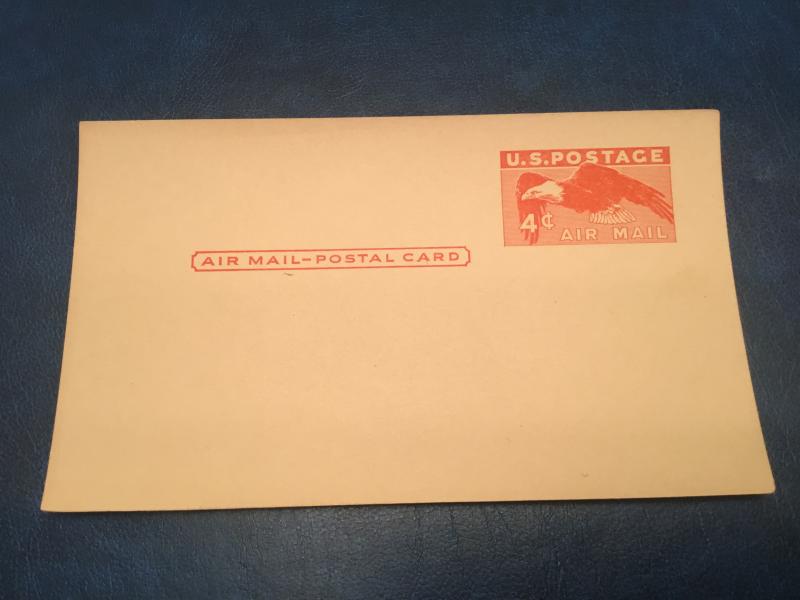 U.S.POSTAGE
4¢
AIR MAIL
AIR MAIL-POSTAL CARD